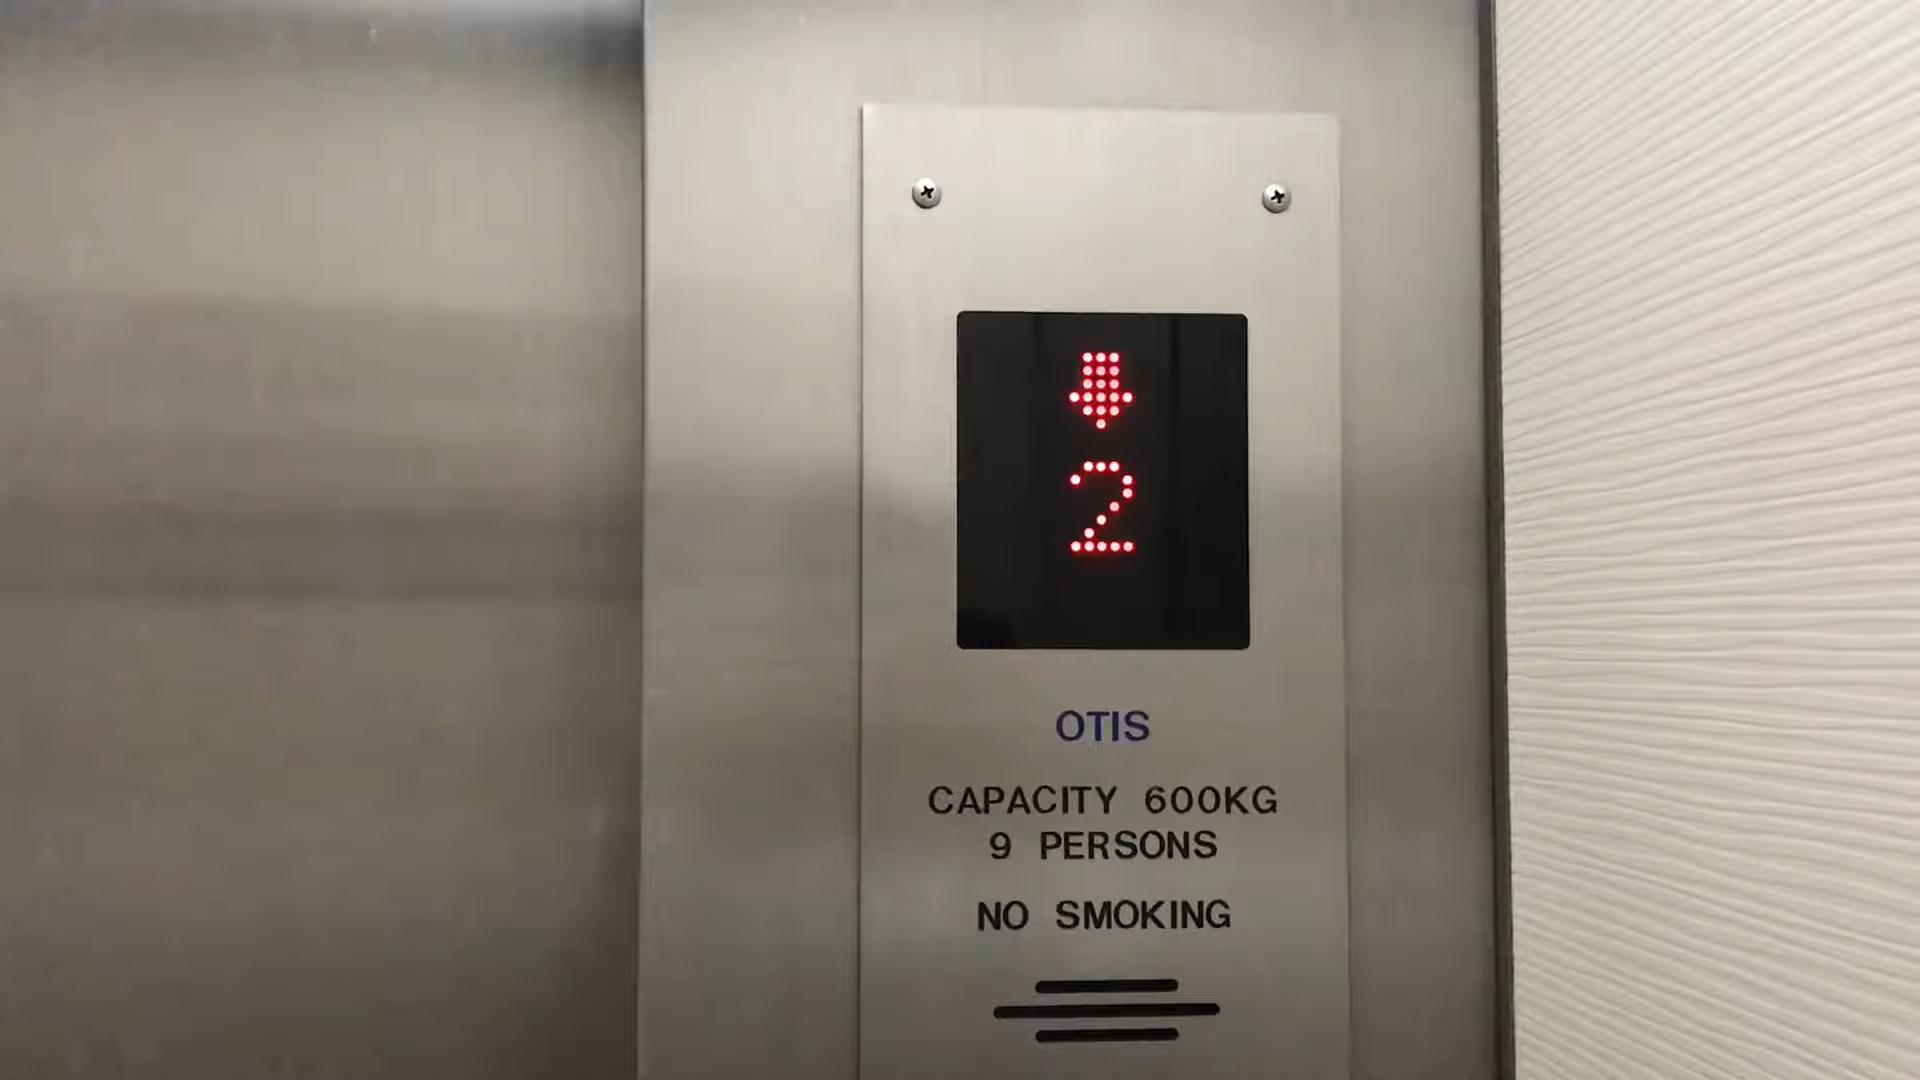 2
OTIS
CAPACITY 600KG
9 PERSONS
NO SMOKING